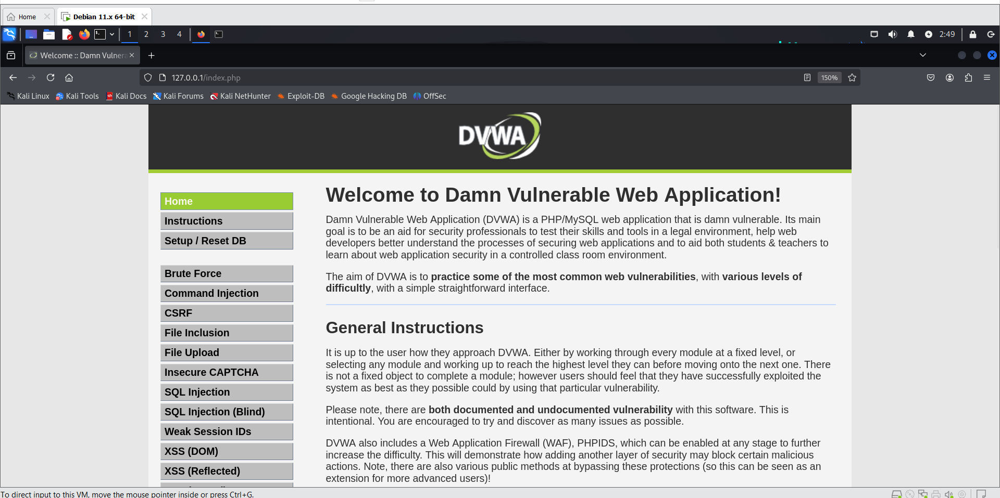 Home
Debian 11.x 64-bit
1 2 3 4
2:49
Welcome :: Damn Vulnera
127.0.0.1/index.php
150%
Kali Linux Kali Tools Kali Docs Kali Forums Kali NetHunter Exploit-DB Google Hacking DB OffSec
DVWA
Home
Instructions
Setup / Reset DB
Brute Force
Command Injection
CSRF
File Inclusion
File Upload
Insecure CAPTCHA
SQL Injection
SQL Injection (Blind)
Weak Session IDs
XSS (DOM)
XSS (Reflected)
Welcome to Damn Vulnerable Web Application!
Damn Vulnerable Web Application (DVWA) is a PHP/MySQL web application that is damn vulnerable. Its main
goal is to be an aid for security professionals to test their skills and tools in a legal environment, help web
developers better understand the processes of securing web applications and to aid both students & teachers to
learn about web application security in a controlled class room environment.
The aim of DVWA is to practice some of the most common web vulnerabilities, with various levels of
difficultly, with a simple straightforward interface.
General Instructions
It is up to the user how they approach DVWA. Either by working through every module at a fixed level, or
selecting any module and working up to reach the highest level they can before moving onto the next one. There
is not a fixed object to complete a module; however users should feel that they have successfully exploited the
system as best as they possible could by using that particular vulnerability.
Please note, there are both documented and undocumented vulnerability with this software. This is
intentional. You are encouraged to try and discover as many issues as possible.
DVWA also includes a Web Application Firewall (WAF), PHPIDS, which can be enabled at any stage to further
increase the difficulty. This will demonstrate how adding another layer of security may block certain malicious
actions. Note, there are also various public methods at bypassing these protections (so this can be seen as an
extension for more advanced users)!
To direct input to this VM, move the mouse pointer inside or press Ctrl+G.